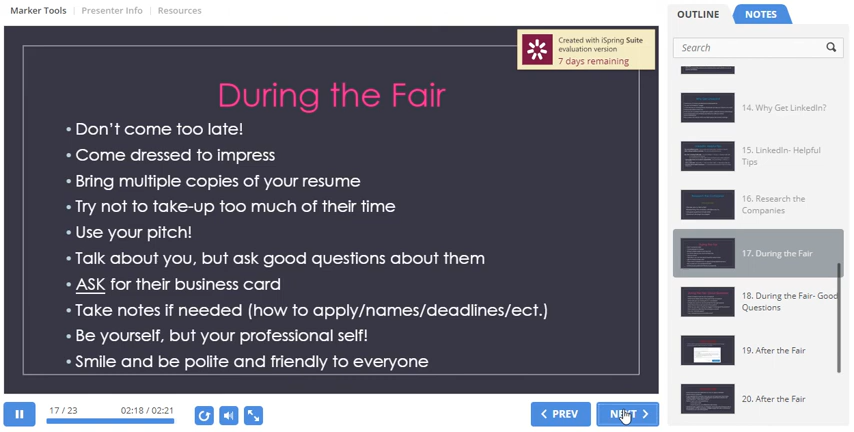 Marker Tools
Presenter Info
Resources
Created with iSpring Suite
evaluation version
7 days remaining
During the Fair
• Don't come too late!
• Come dressed to impress
• Bring multiple copies of your resume
• Try not to take-up too much of their time
• Use your pitch!
• Talk about you, but ask good questions about them
• ASK for their business card
• Take notes if needed (how to apply/names/deadlines/ect.)
• Be yourself, but your professional self!
• Smile and be polite and friendly to everyone
17 / 23
02:18 / 02:21
PREV
NEXT
OUTLINE
NOTES
Search
14. Why Get LinkedIn?
15. LinkedIn- Helpful
Tips
16. Research the
Companies
17. During the Fair
18. During the Fair- Good
Questions
19. After the Fair
20. After the Fair